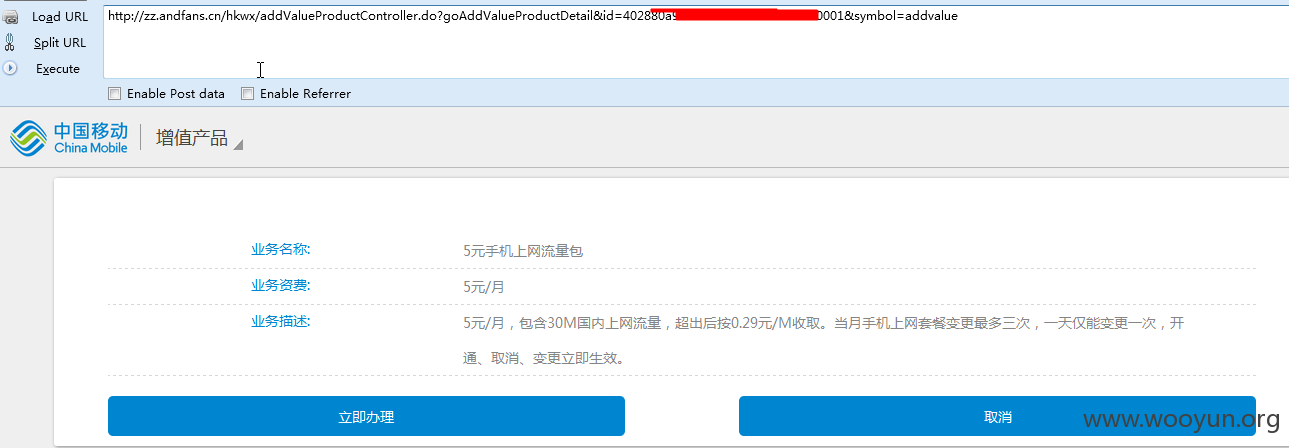 Load URL
http://zz.andfans.cn/hkwx/addValueProductController.do?goAddValueProductDetail&id=402880a 0001&symbol=addvalue
Split URL
Execute
Enable Post data Enable Referrer
中国移动
China Mobile
增值产品
业务名称: 5元手机上网流量包
业务资费: 5元/月
业务描述: 5元/月，包含30M国内上网流量，超出后按0.29元/M收取。当月手机上网套餐变更最多三次，一天仅能变更一次，开
通、取消、变更立即生效。
立即办理 取消
www.wooyun.org